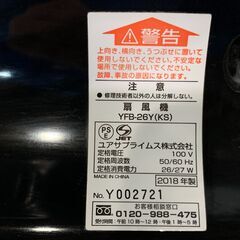 警告
上向き、横向き、うつぶせに置いて
使用しないでください。不安定な
場所で使用しないでください。
故障、事故の原因になります。
注意
修理技術者以外の人は分解しない。
扇風機
YFB-26Y(KS)
PS
E
JET
ユアサプライムス株式会社
定格電圧 100 V
定格周波数 50/60 Hz
定格消費電力 26/27 W
MADE IN CHINA
2018年製
No. Y002721
お客様相談窓口
0120-988-475